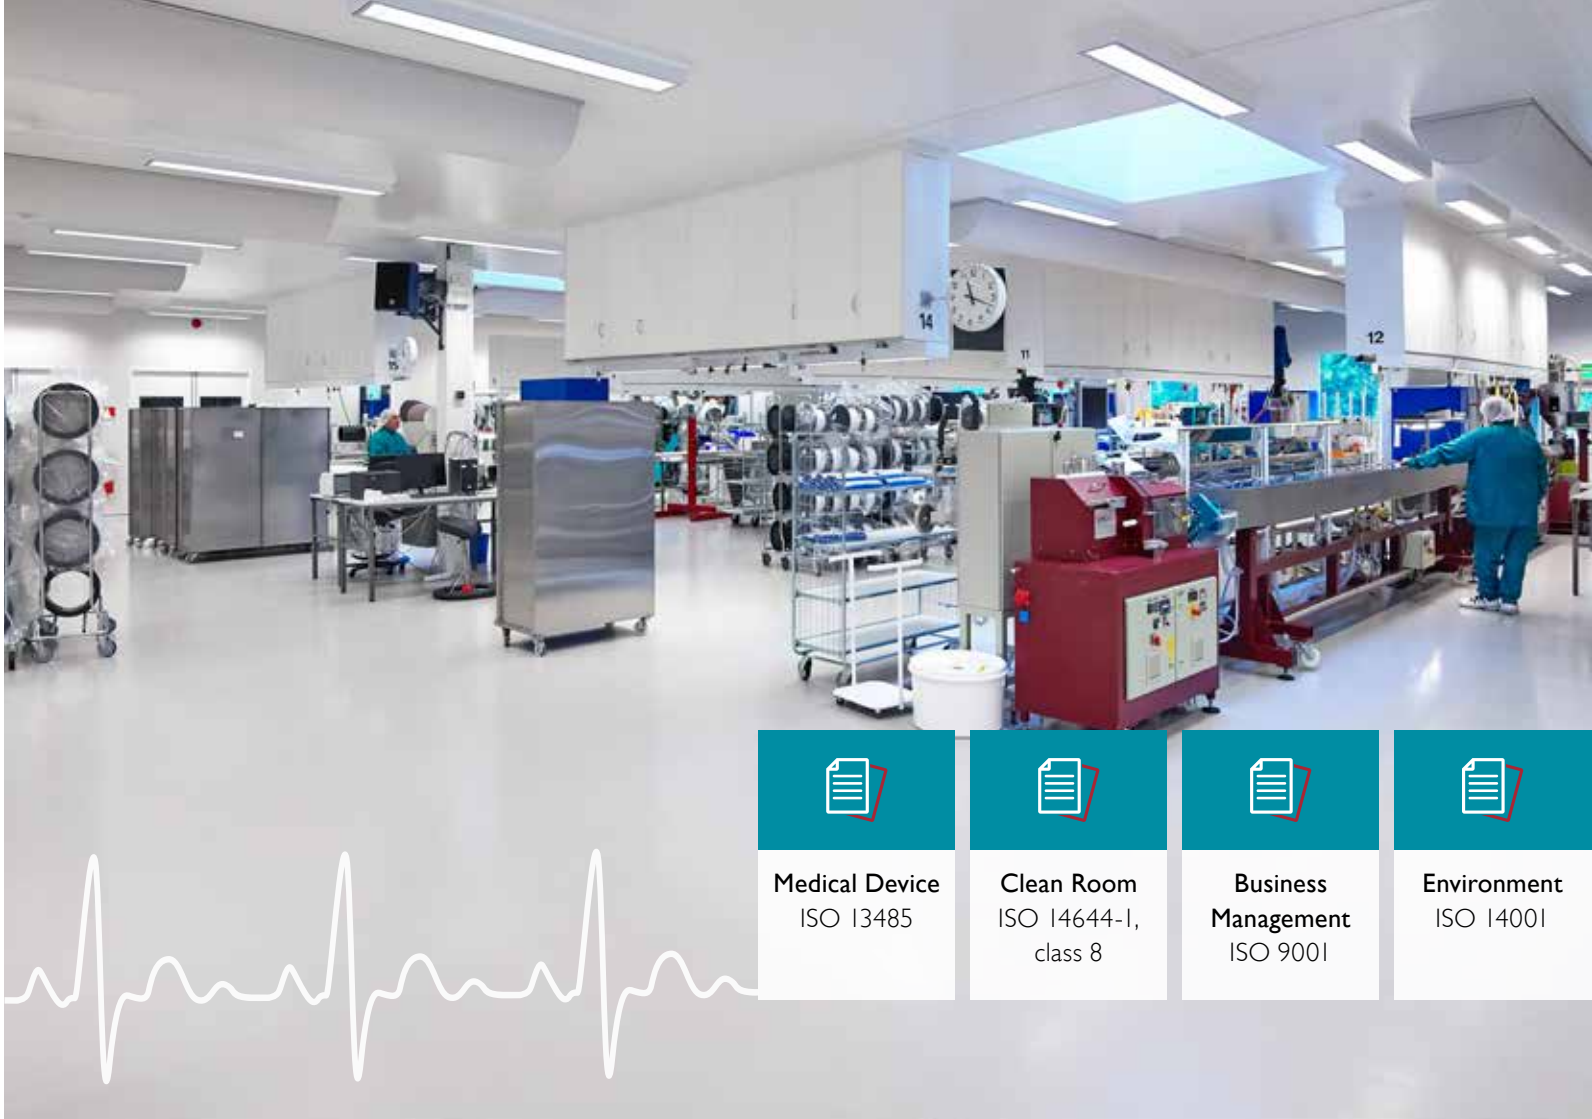 14
11
12
15
Medical Device
ISO 13485
Clean Room
ISO 14644-1,
class 8
Business
Management
ISO 9001
Environment
ISO 14001